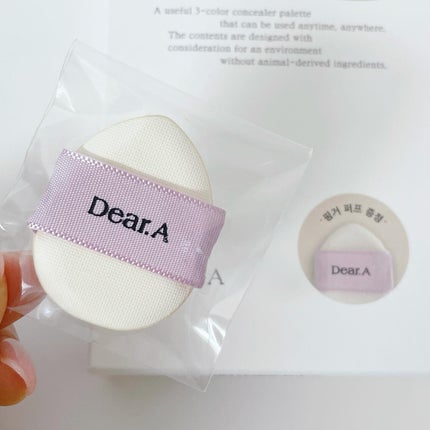 A useful 3-color concealer palette
that can be used anytime, anywhere.
The contents are designed with
consideration for an environment
without animal-derived ingredients.
Dear.A
핑거 퍼프 증정
Dear.A
A